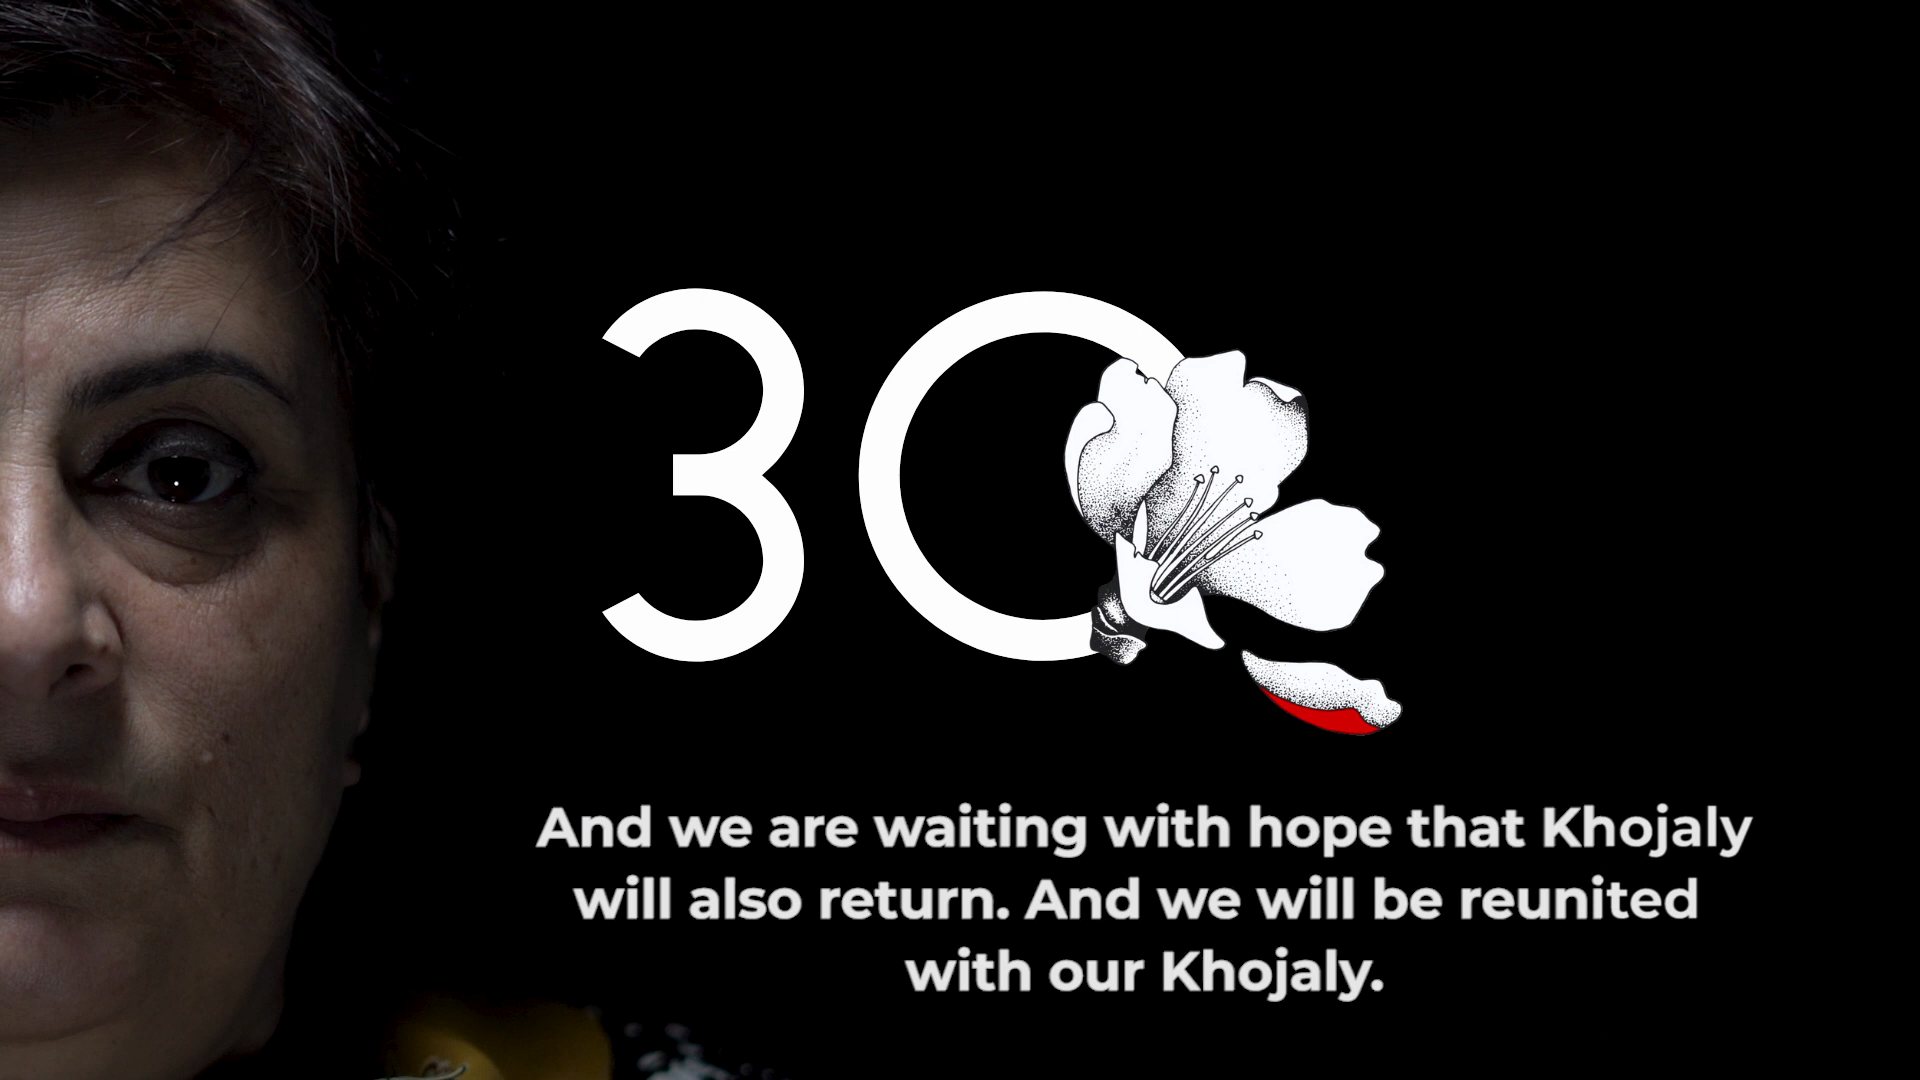 30
And we are waiting with hope that Khojaly
will also return. And we will be reunited
with our Khojaly.